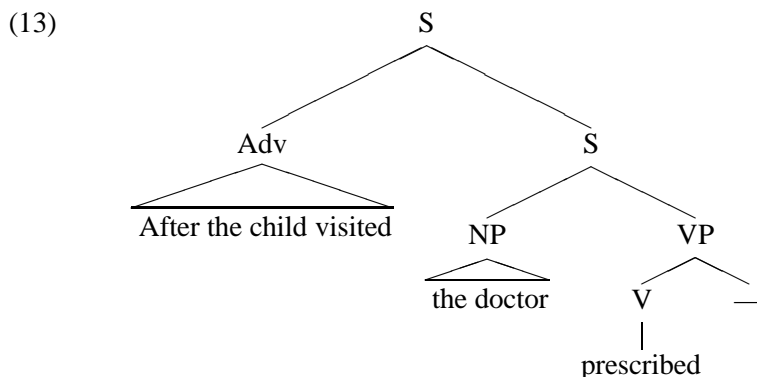 (13) S
Adv S
After the child visited NP VP
the doctor V —
prescribed